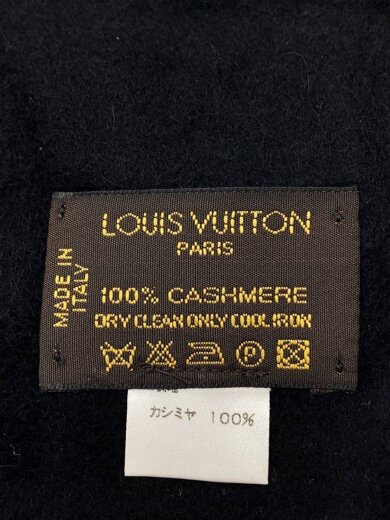 LOUIS VUITTON
PARIS
MADE IN
ITALY
100% CASHMERE
DRY CLEAN ONLY COOL IRON
P
カシミヤ 100%